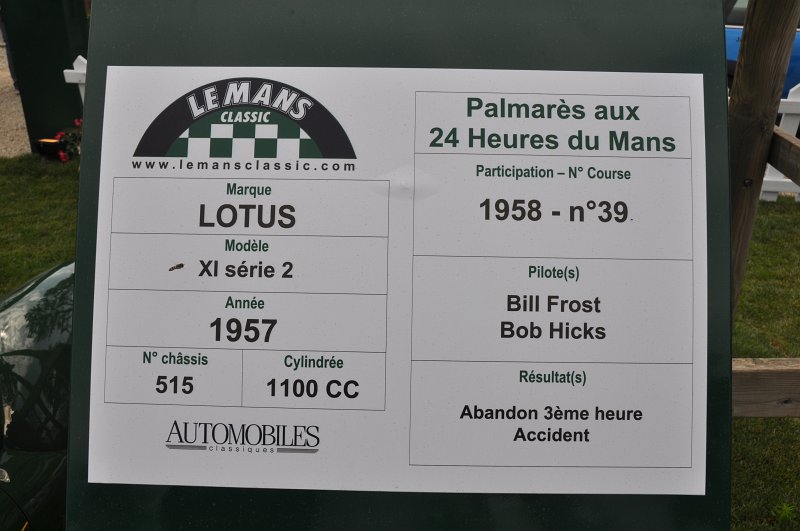 LE MANS
CLASSIC
www.lemansclassic.com
Marque
LOTUS
Modèle
XI série 2
Année
1957
N° châssis
515
Cylindrée
1100 CC
AUTOMOBILES
classiques
Palmarès aux
24 Heures du Mans
Participation – N° Course
1958 - n°39
Pilote(s)
Bill Frost
Bob Hicks
Résultat(s)
Abandon 3ème heure
Accident